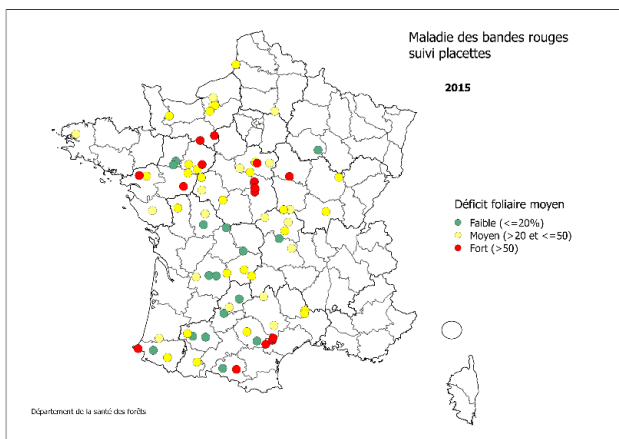 Maladie des bandes rouges
suivi placettes
2015
Déficit foliaire moyen
Faible (<=20%)
Moyen (>20 et <=50)
Fort (>50)
Département de la santé des forêts